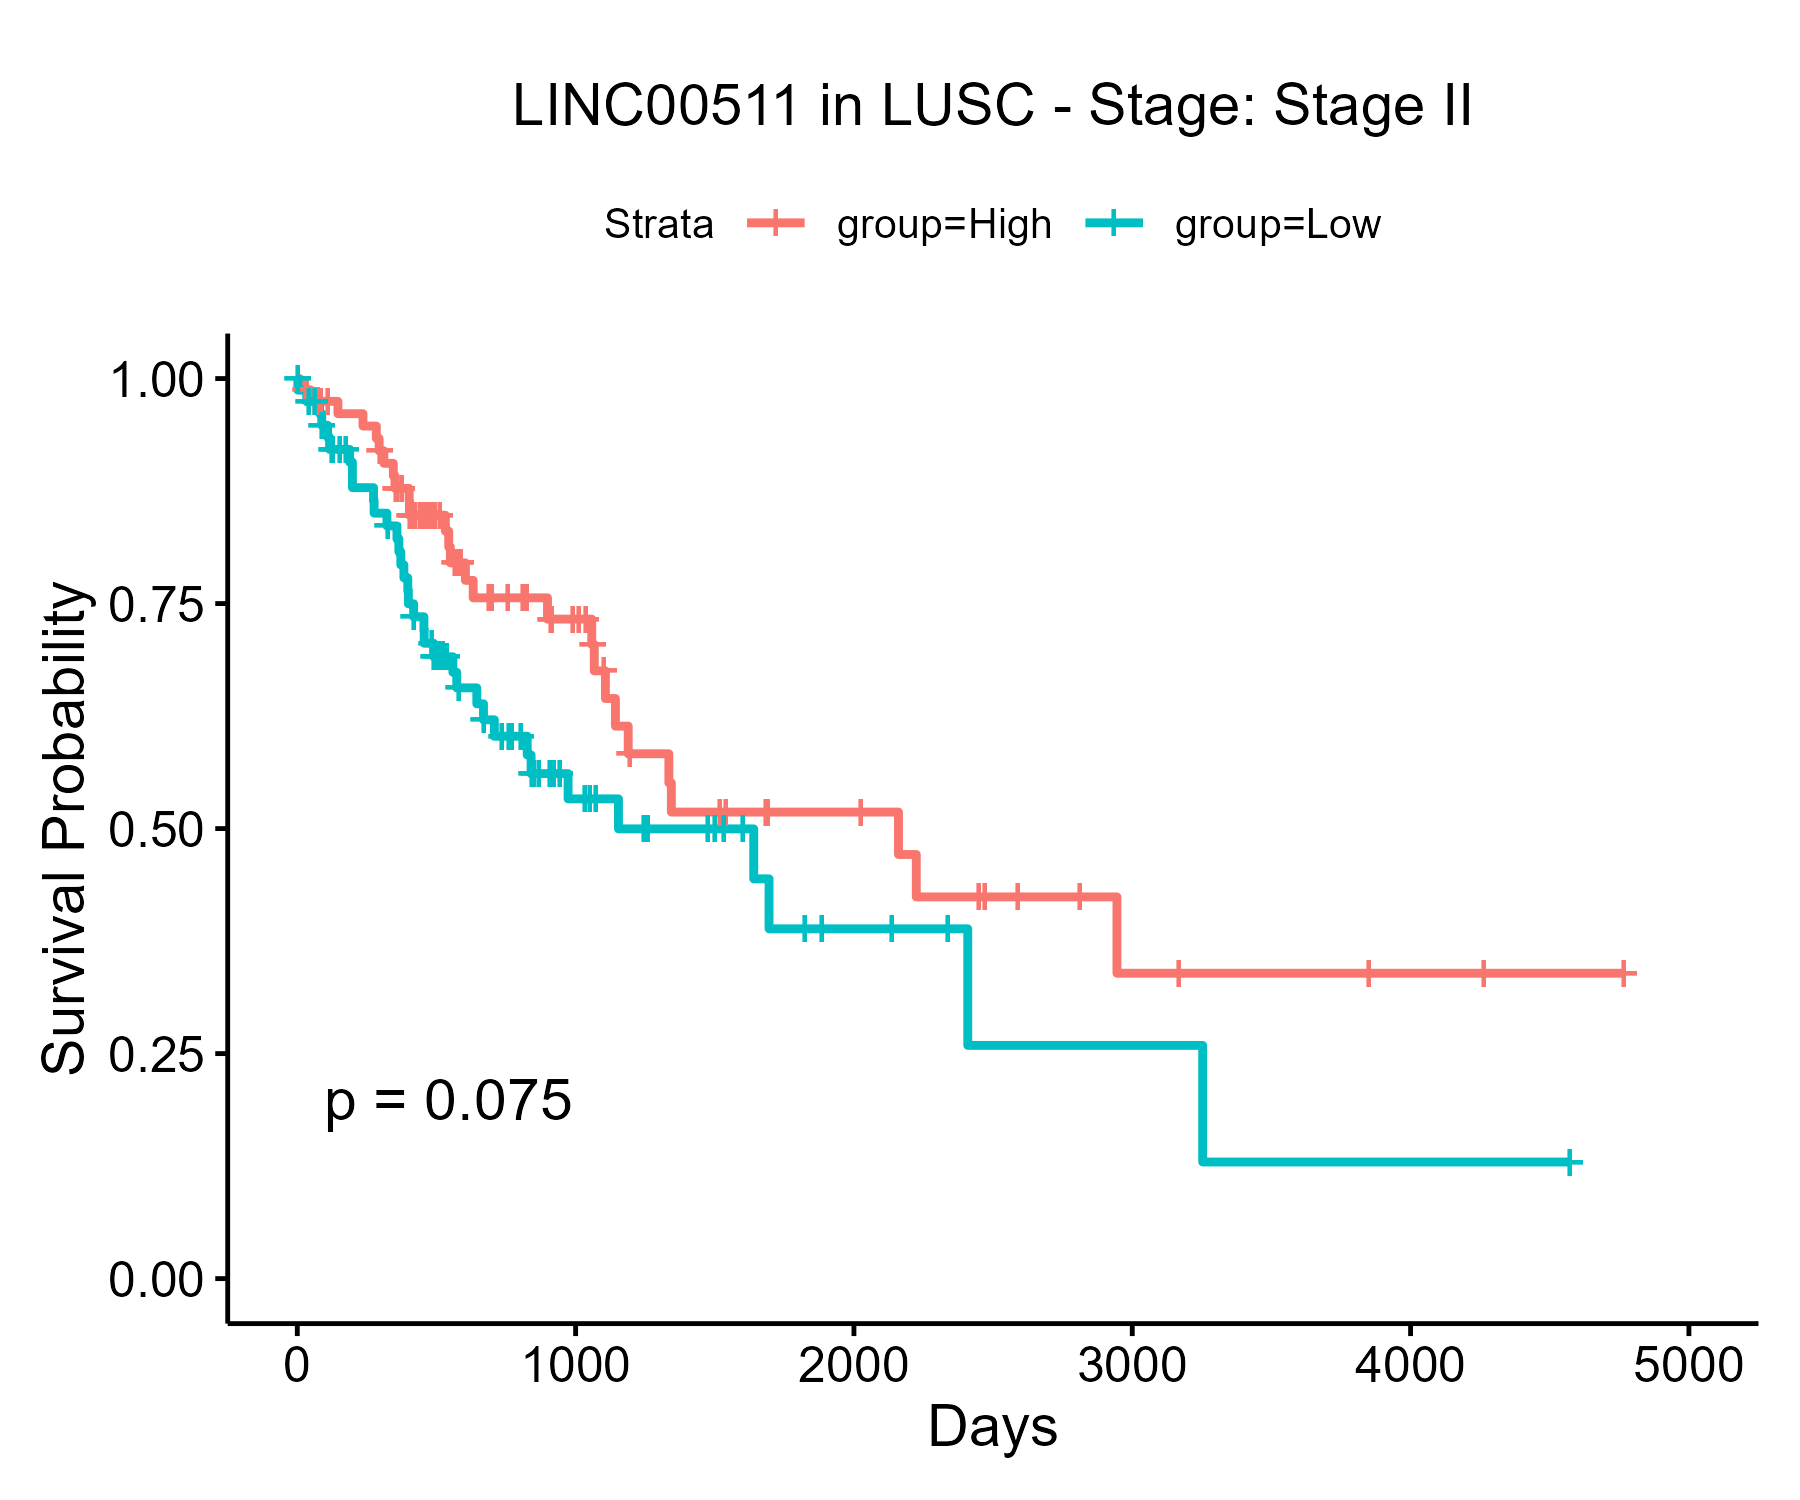 LINC00511 in LUSC - Stage: Stage II
Strata group=High group=Low
Survival Probability
1.00
0.75
0.50
0.25
0.00
p = 0.075
0 1000 2000 3000 4000 5000
Days